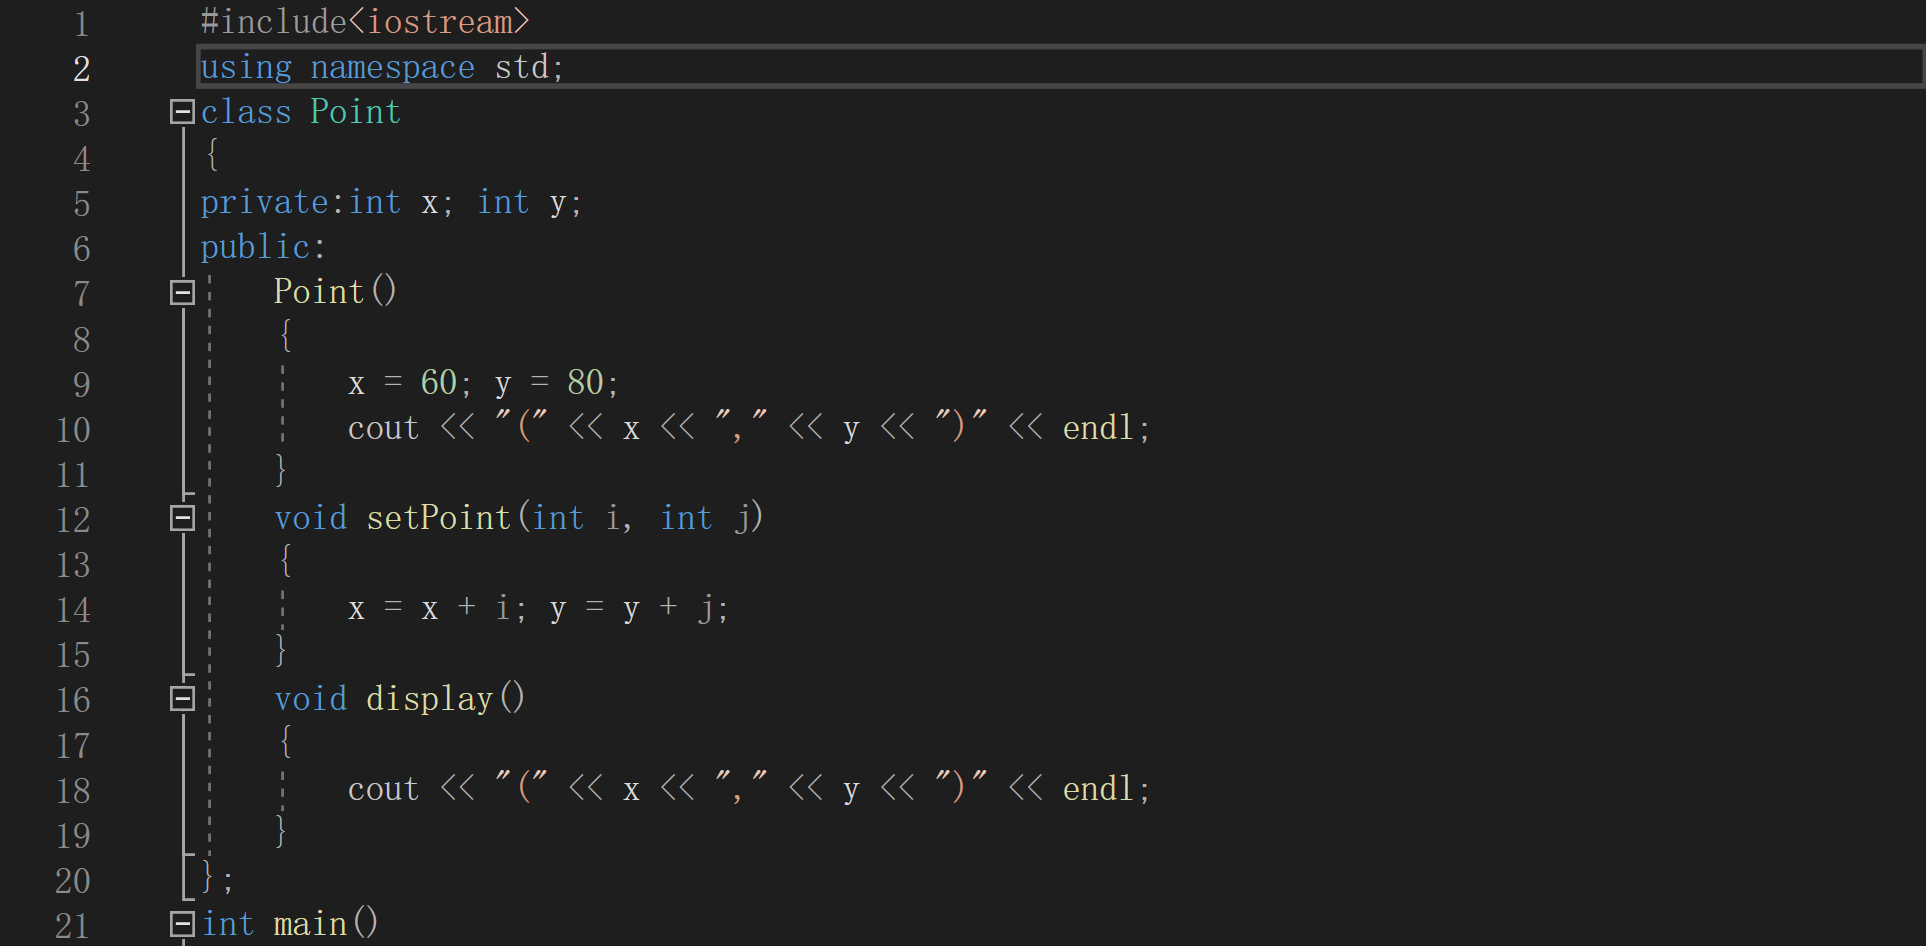 1 #include<iostream>
2 using namespace std;
3 class Point
4 {
5 private:int x; int y;
6 public:
7 Point()
8 {
9 x = 60; y = 80;
10 cout << "(" << x << "," << y << ")" << endl;
11 }
12 void setPoint(int i, int j)
13 {
14 x = x + i; y = y + j;
15 }
16 void display()
17 {
18 cout << "(" << x << "," << y << ")" << endl;
19 }
20 };
21 int main()